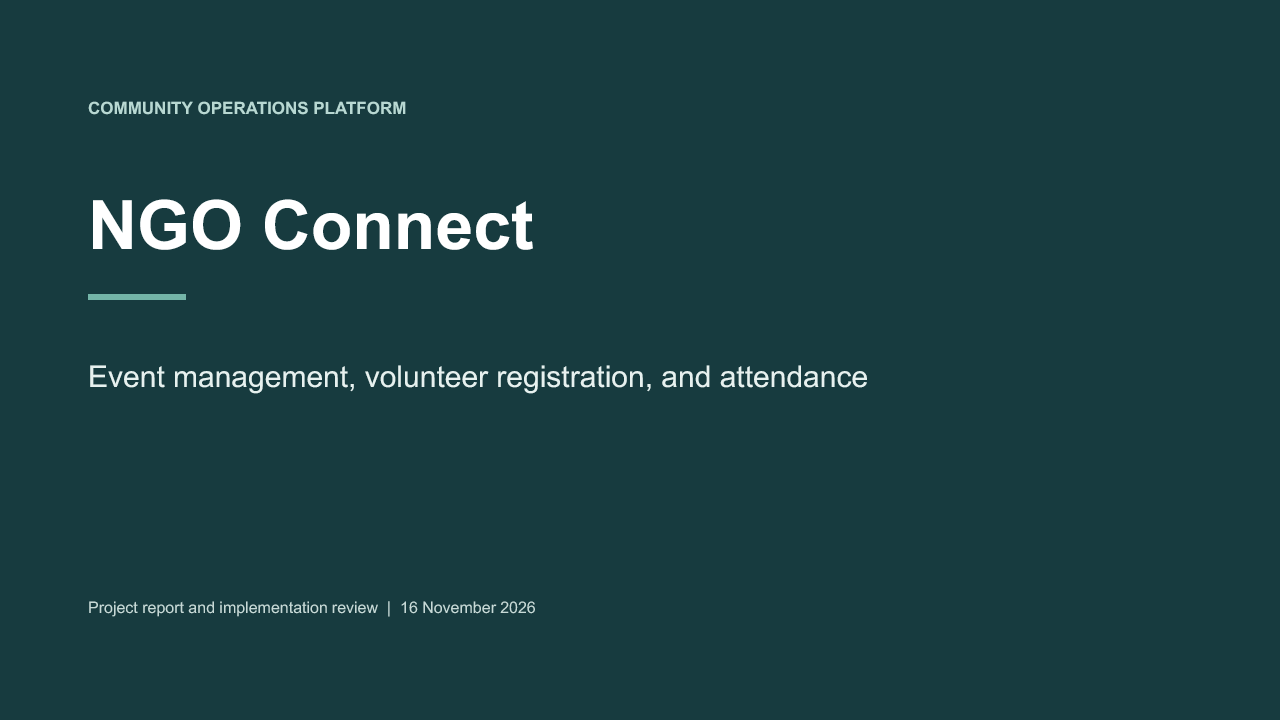 COMMUNITY OPERATIONS PLATFORM
NGO Connect
Event management, volunteer registration, and attendance
Project report and implementation review | 16 November 2026